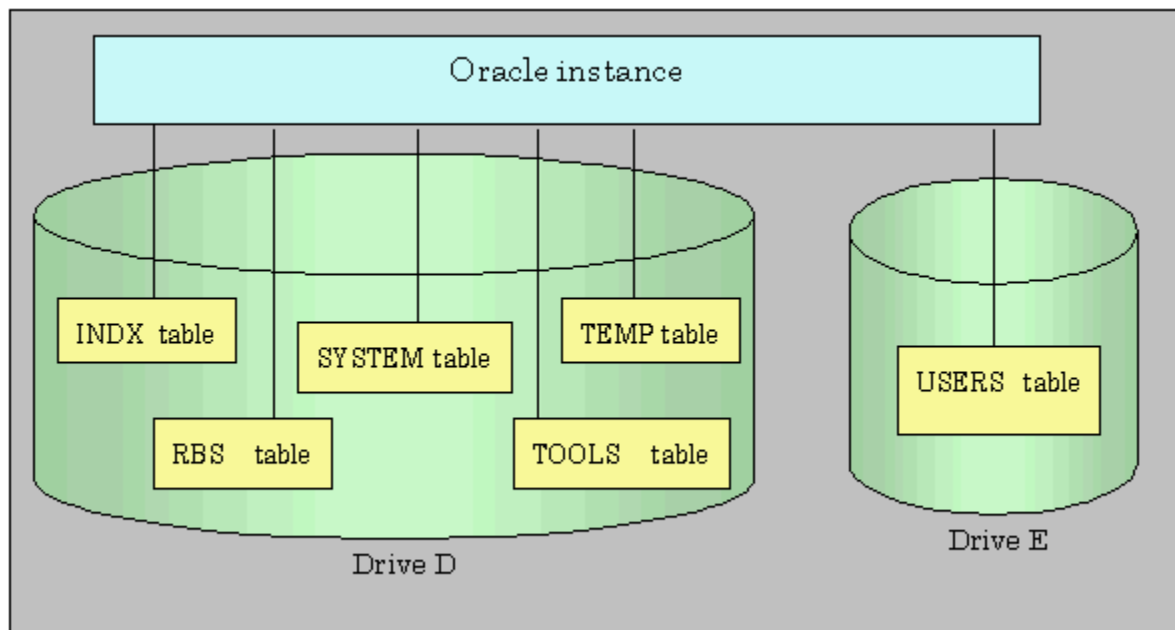 Oracle instance
INDX table
SYSTEM table
TEMP table
USERS table
RBS table
TOOLS table
Drive D
Drive E